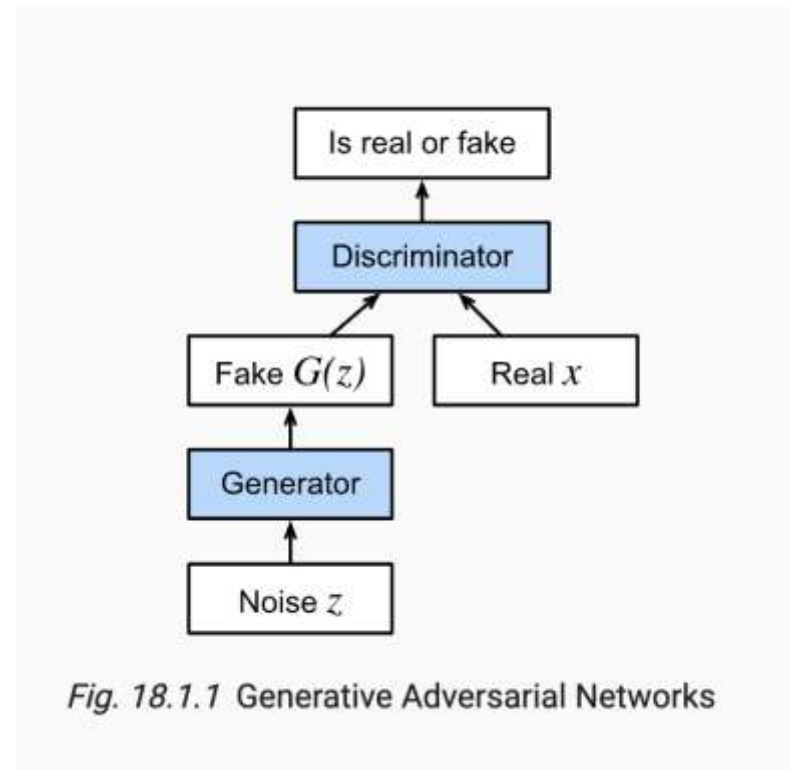 Is real or fake
Discriminator
Fake G(z)
Real x
Generator
Noise z
Fig. 18.1.1 Generative Adversarial Networks